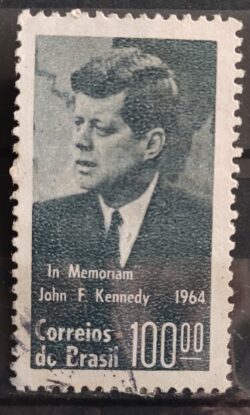 In Memoriam
John F. Kennedy 1964
Correios 100.00
do Brasil